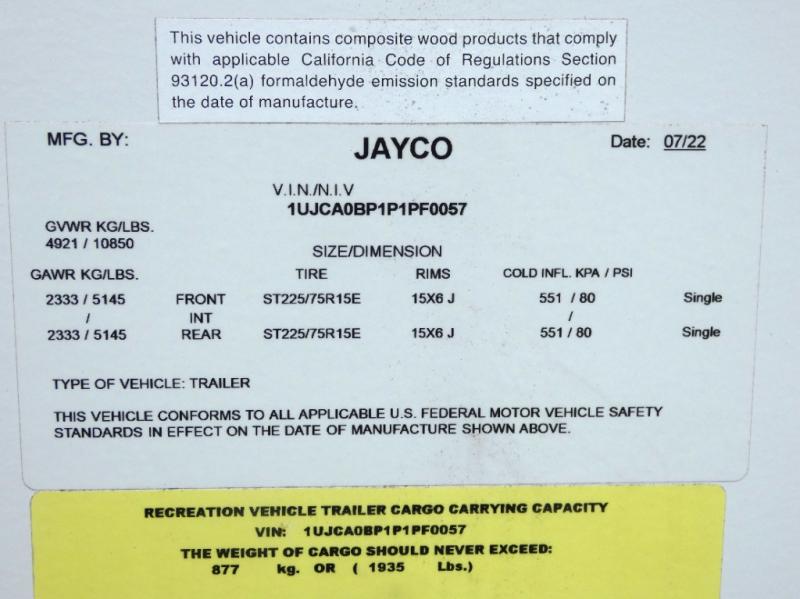 This vehicle contains composite wood products that comply
with applicable California Code of Regulations Section
93120.2(a) formaldehyde emission standards specified on
the date of manufacture.
MFG. BY: JAYCO Date: 07/22
V.I.N./N.I.V
1UJCA0BP1P1PF0057
GVWR KG/LBS.
4921 / 10850
SIZE/DIMENSION
GAWR KG/LBS. TIRE RIMS COLD INFL. KPA / PSI
2333 / 5145 FRONT ST225/75R15E 15X6 J 551 / 80 Single
/ INT /
2333 / 5145 REAR ST225/75R15E 15X6 J 551 / 80 Single
TYPE OF VEHICLE: TRAILER
THIS VEHICLE CONFORMS TO ALL APPLICABLE U.S. FEDERAL MOTOR VEHICLE SAFETY
STANDARDS IN EFFECT ON THE DATE OF MANUFACTURE SHOWN ABOVE.
RECREATION VEHICLE TRAILER CARGO CARRYING CAPACITY
VIN: 1UJCA0BP1P1PF0057
THE WEIGHT OF CARGO SHOULD NEVER EXCEED:
877 kg. OR ( 1935 Lbs.)